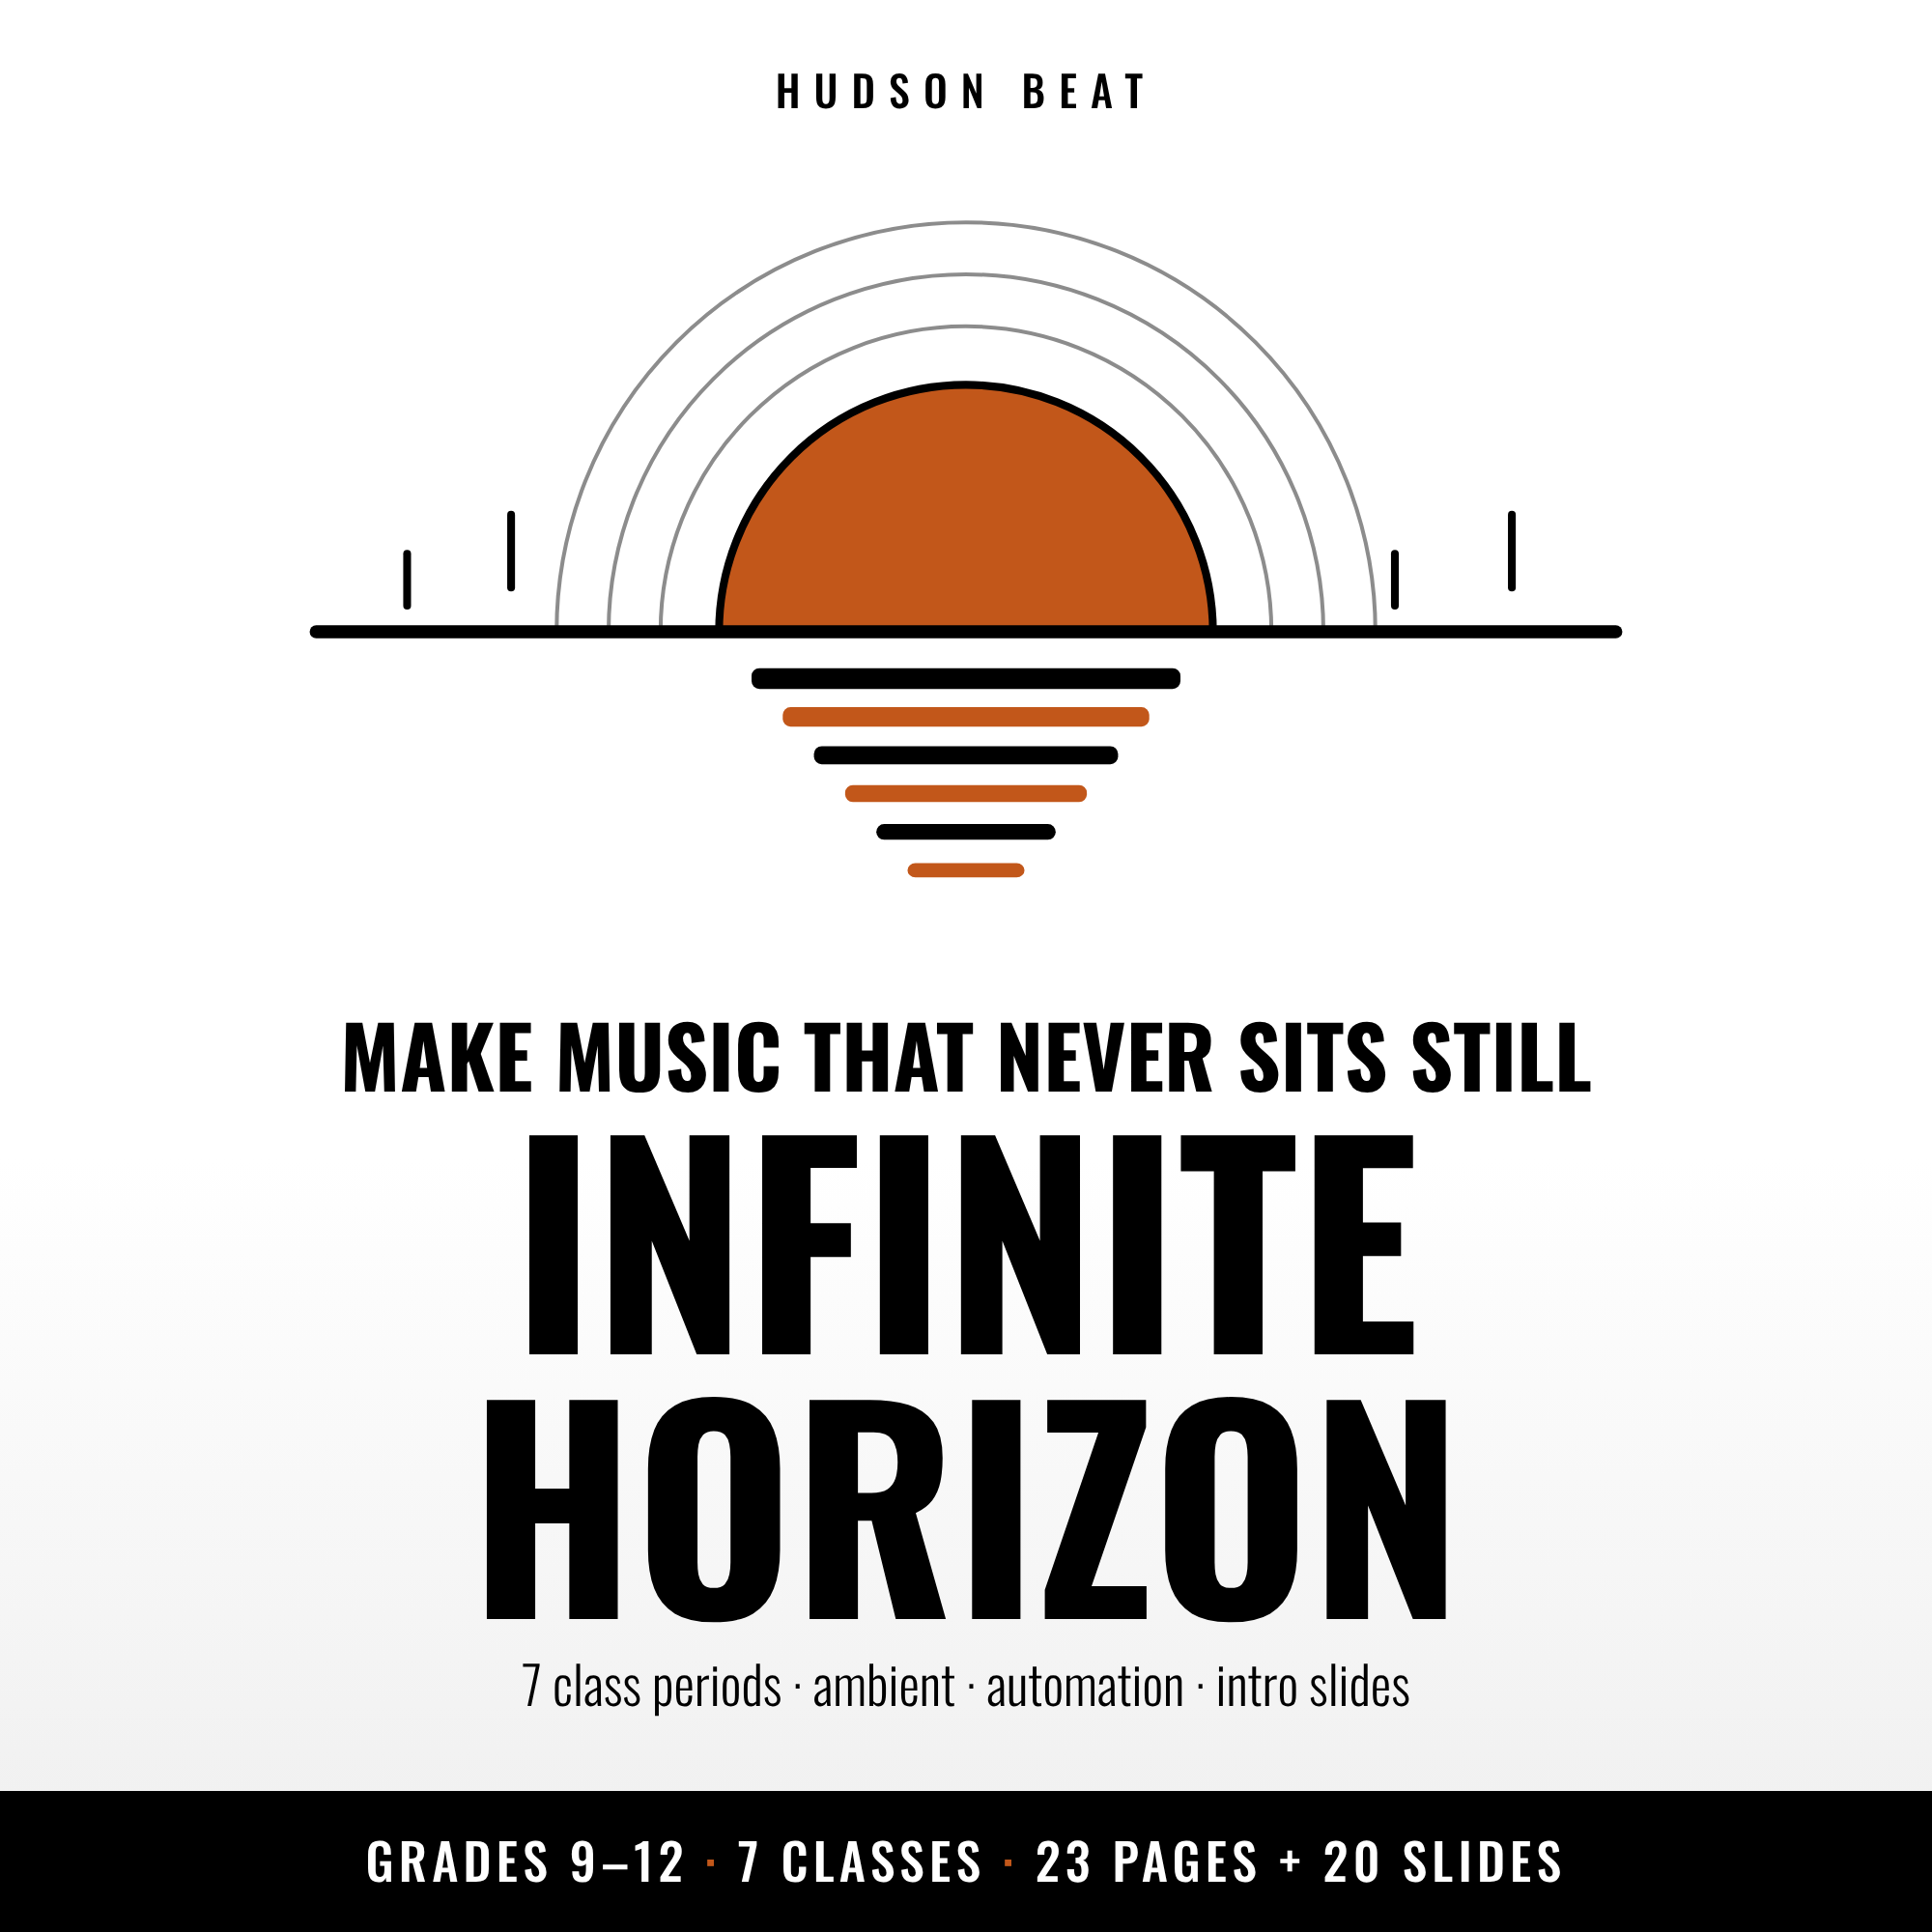 HUDSON BEAT
MAKE MUSIC THAT NEVER SITS STILL
INFINITE
HORIZON
7 class periods · ambient · automation · intro slides
GRADES 9–12 · 7 CLASSES · 23 PAGES + 20 SLIDES